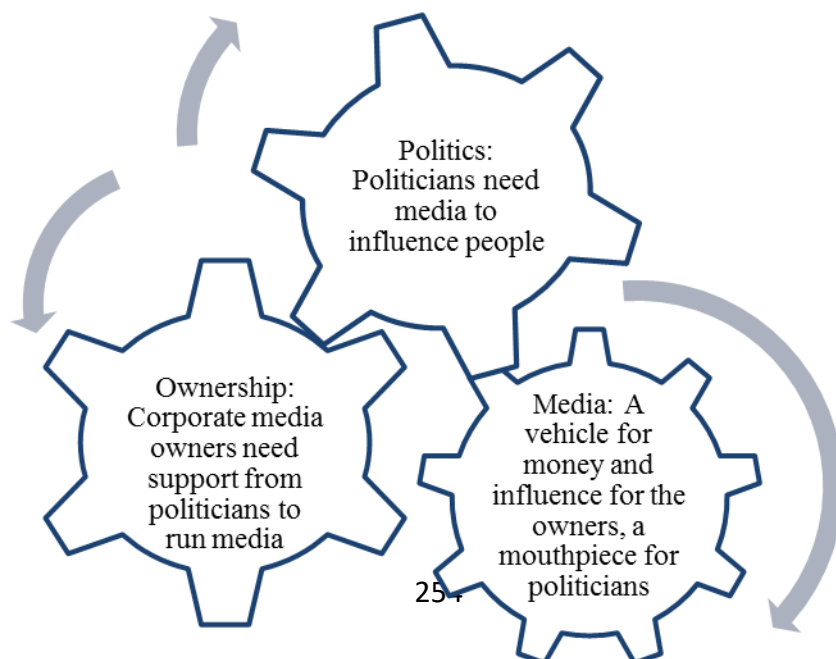 Politics:
Politicians need
media to
influence people
Ownership:
Corporate media
owners need
support from
politicians to
run media
Media: A
vehicle for
money and
influence for the
owners, a
mouthpiece for
politicians
254